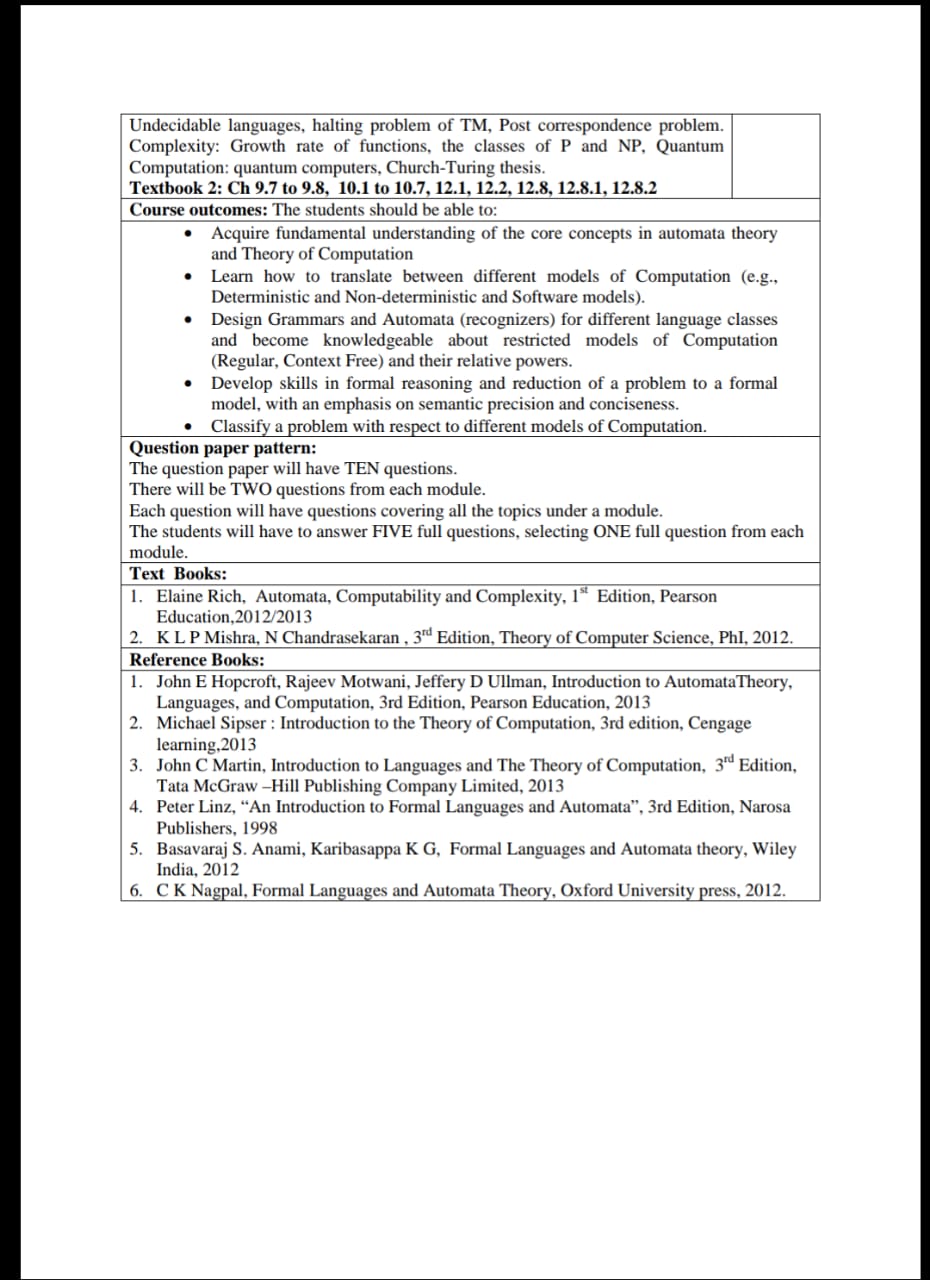 Undecidable languages, halting problem of TM, Post correspondence problem.
Complexity: Growth rate of functions, the classes of P and NP, Quantum
Computation: quantum computers, Church-Turing thesis.
Textbook 2: Ch 9.7 to 9.8, 10.1 to 10.7, 12.1, 12.2, 12.8, 12.8.1, 12.8.2
Course outcomes: The students should be able to:
• Acquire fundamental understanding of the core concepts in automata theory
and Theory of Computation
• Learn how to translate between different models of Computation (e.g.,
Deterministic and Non-deterministic and Software models).
• Design Grammars and Automata (recognizers) for different language classes
and become knowledgeable about restricted models of Computation
(Regular, Context Free) and their relative powers.
• Develop skills in formal reasoning and reduction of a problem to a formal
model, with an emphasis on semantic precision and conciseness.
• Classify a problem with respect to different models of Computation.
Question paper pattern:
The question paper will have TEN questions.
There will be TWO questions from each module.
Each question will have questions covering all the topics under a module.
The students will have to answer FIVE full questions, selecting ONE full question from each
module.
Text Books:
1. Elaine Rich, Automata, Computability and Complexity, 1st Edition, Pearson
Education,2012/2013
2. K L P Mishra, N Chandrasekaran , 3rd Edition, Theory of Computer Science, PhI, 2012.
Reference Books:
1. John E Hopcroft, Rajeev Motwani, Jeffery D Ullman, Introduction to AutomataTheory,
Languages, and Computation, 3rd Edition, Pearson Education, 2013
2. Michael Sipser : Introduction to the Theory of Computation, 3rd edition, Cengage
learning,2013
3. John C Martin, Introduction to Languages and The Theory of Computation, 3rd Edition,
Tata McGraw –Hill Publishing Company Limited, 2013
4. Peter Linz, “An Introduction to Formal Languages and Automata”, 3rd Edition, Narosa
Publishers, 1998
5. Basavaraj S. Anami, Karibasappa K G, Formal Languages and Automata theory, Wiley
India, 2012
6. C K Nagpal, Formal Languages and Automata Theory, Oxford University press, 2012.